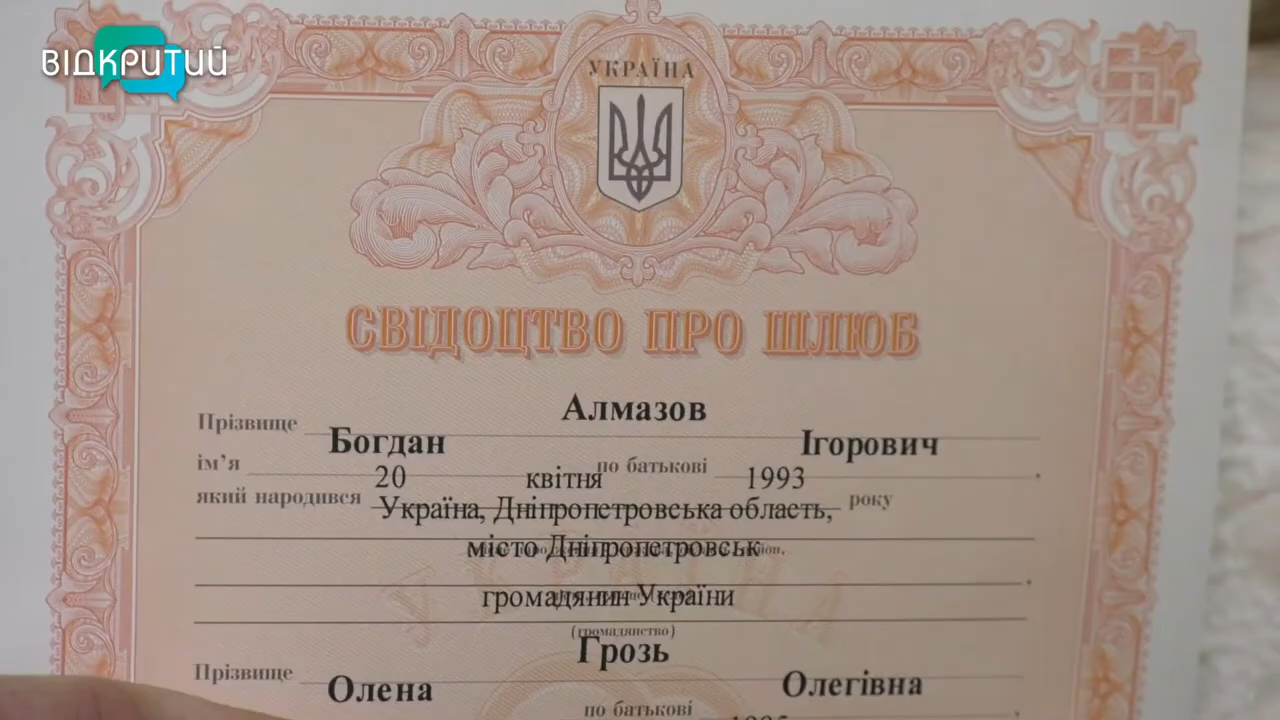 ВІДКРИТИЙ
УКРАЇНА
СВІДОЦТВО ПРО ШЛЮБ
Прізвище Алмазов
ім’я Богдан по батькові Ігорович,
який народився 20 квітня 1993 року
Україна, Дніпропетровська область,
місто Дніпропетровськ
громадянин України
(громадянство)
Прізвище Грозь
Олена по батькові Олегівна,